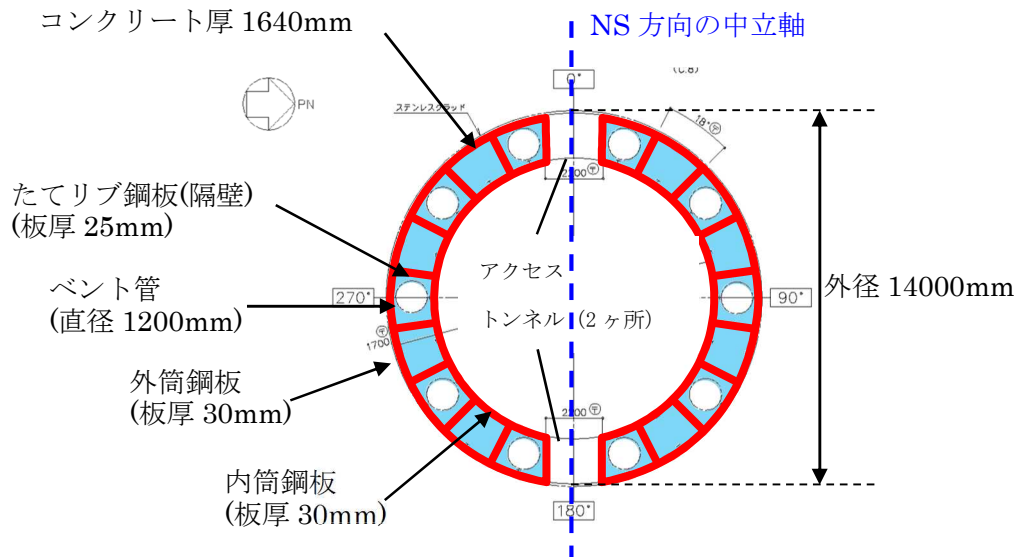 コンクリート厚 1640mm
NS 方向の中立軸
(C.8)
0°
PN
ステンレスクラッド
18°㋢
2200
たてリブ鋼板(隔壁)
(板厚 25mm)
アクセス
ベント管
(直径 1200mm)
270°
90°
外径 14000mm
トンネル (2 ヶ所)
1700
外筒鋼板
(板厚 30mm)
2200
内筒鋼板
(板厚 30mm)
180°